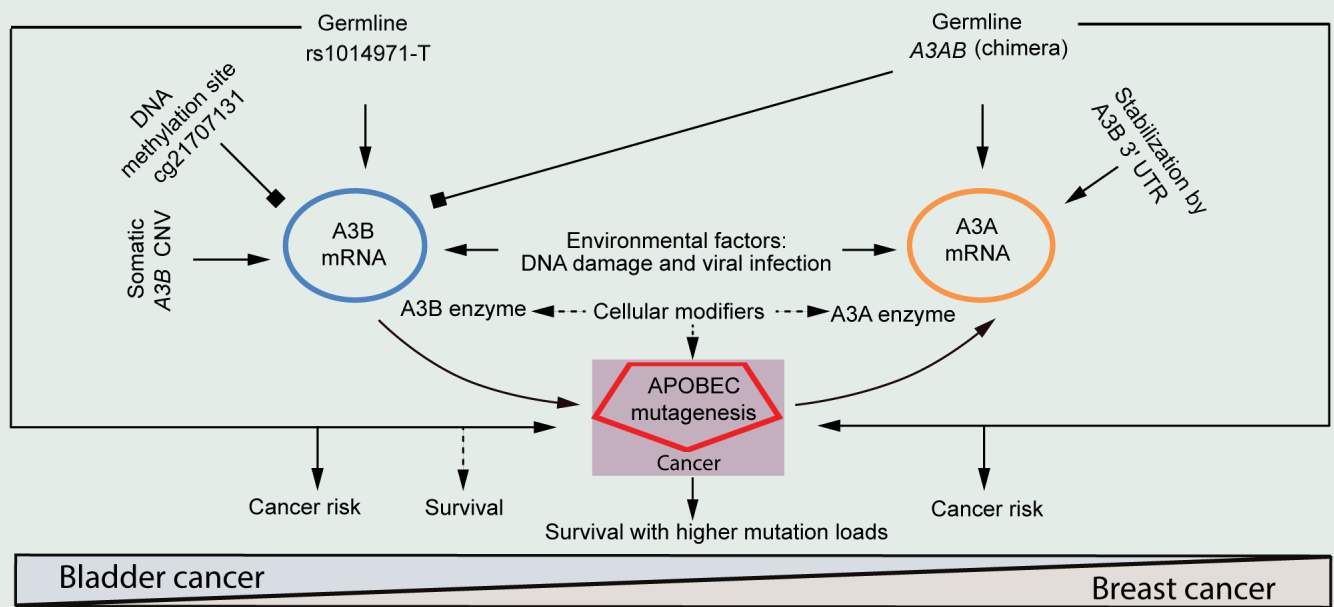 Germline
rs1014971-T
Germline
A3AB (chimera)
DNA
methylation site
cg21707131
Stabilization by
A3B 3' UTR
Somatic
A3B CNV
A3B
mRNA
Environmental factors:
DNA damage and viral infection
A3A
mRNA
A3B enzyme
Cellular modifiers
A3A enzyme
APOBEC
mutagenesis
Cancer
Cancer risk
Survival
Survival with higher mutation loads
Cancer risk
Bladder cancer
Breast cancer